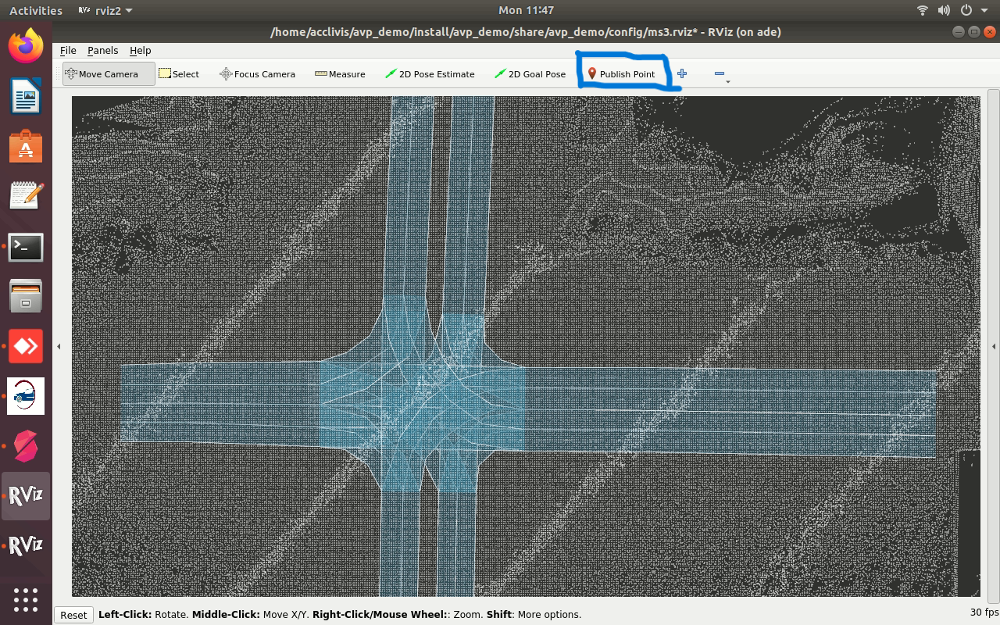 Activities RViz rviz2 Mon 11:47
/home/acclivis/avp_demo/install/avp_demo/share/avp_demo/config/ms3.rviz* - RViz (on ade)
File Panels Help
Move Camera Select Focus Camera Measure 2D Pose Estimate 2D Goal Pose Publish Point
RViz
RViz
Reset Left-Click: Rotate. Middle-Click: Move X/Y. Right-Click/Mouse Wheel:: Zoom. Shift: More options. 30 fps